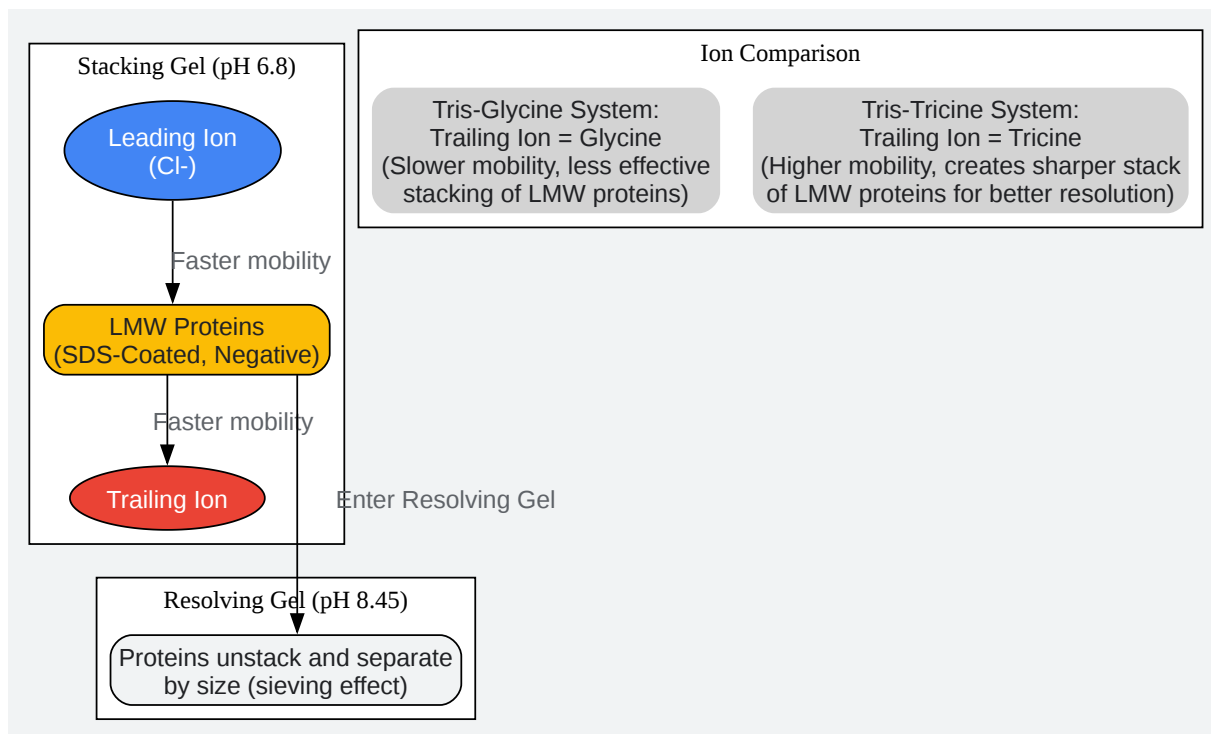 Stacking Gel (pH 6.8)
Leading Ion
(Cl-)
Faster mobility
LMW Proteins
(SDS-Coated, Negative)
Faster mobility
Trailing Ion
Enter Resolving Gel
Resolving Gel (pH 8.45)
Proteins unstack and separate
by size (sieving effect)
Ion Comparison
Tris-Glycine System:
Trailing Ion = Glycine
(Slower mobility, less effective
stacking of LMW proteins)
Tris-Tricine System:
Trailing Ion = Tricine
(Higher mobility, creates sharper stack
of LMW proteins for better resolution)